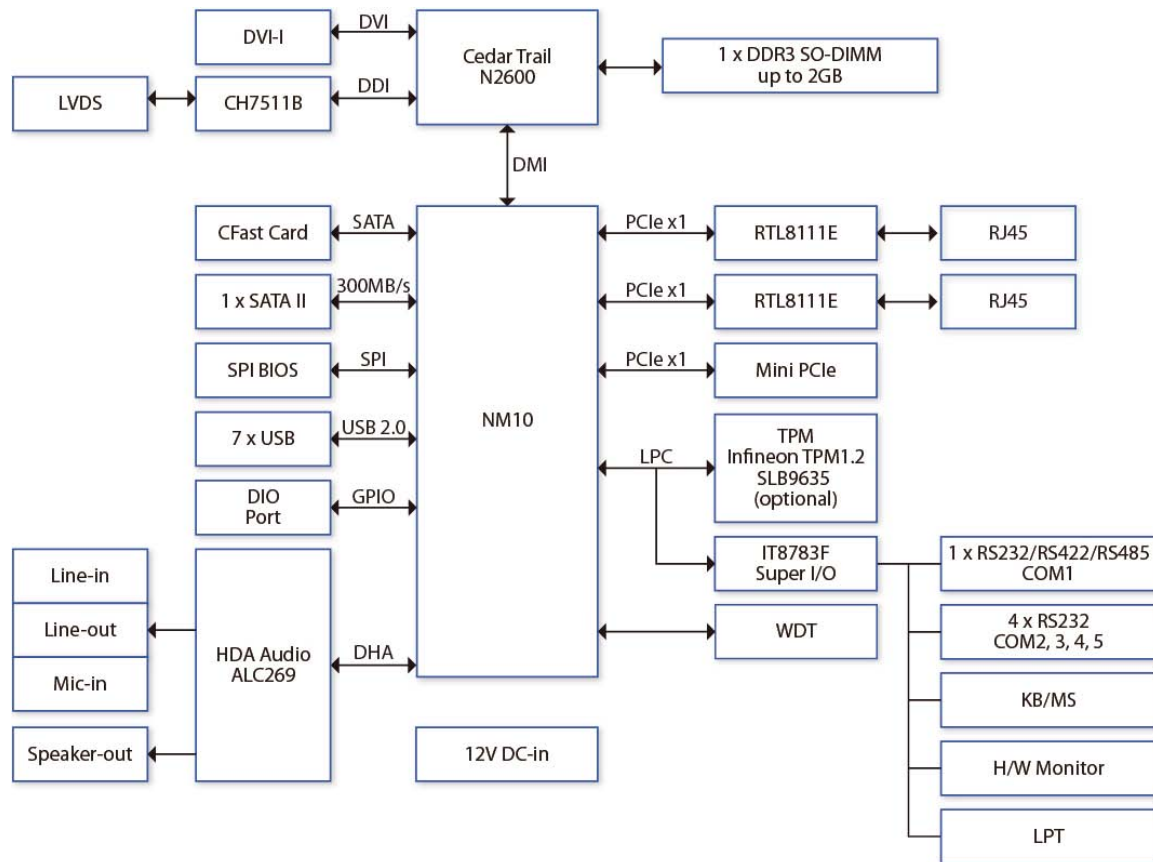 DVI-I
DVI
Cedar Trail
N2600
1 x DDR3 SO-DIMM
up to 2GB
LVDS
CH7511B
DDI
DMI
CFast Card
SATA
PCIe x1
RTL8111E
RJ45
1 x SATA II
300MB/s
PCIe x1
RTL8111E
RJ45
SPI BIOS
SPI
PCIe x1
Mini PCIe
NM10
7 x USB
USB 2.0
LPC
TPM
Infineon TPM1.2
SLB9635
(optional)
DIO
Port
GPIO
IT8783F
Super I/O
1 x RS232/RS422/RS485
COM1
Line-in
Line-out
Mic-in
HDA Audio
ALC269
DHA
WDT
4 x RS232
COM2, 3, 4, 5
KB/MS
Speaker-out
12V DC-in
H/W Monitor
LPT